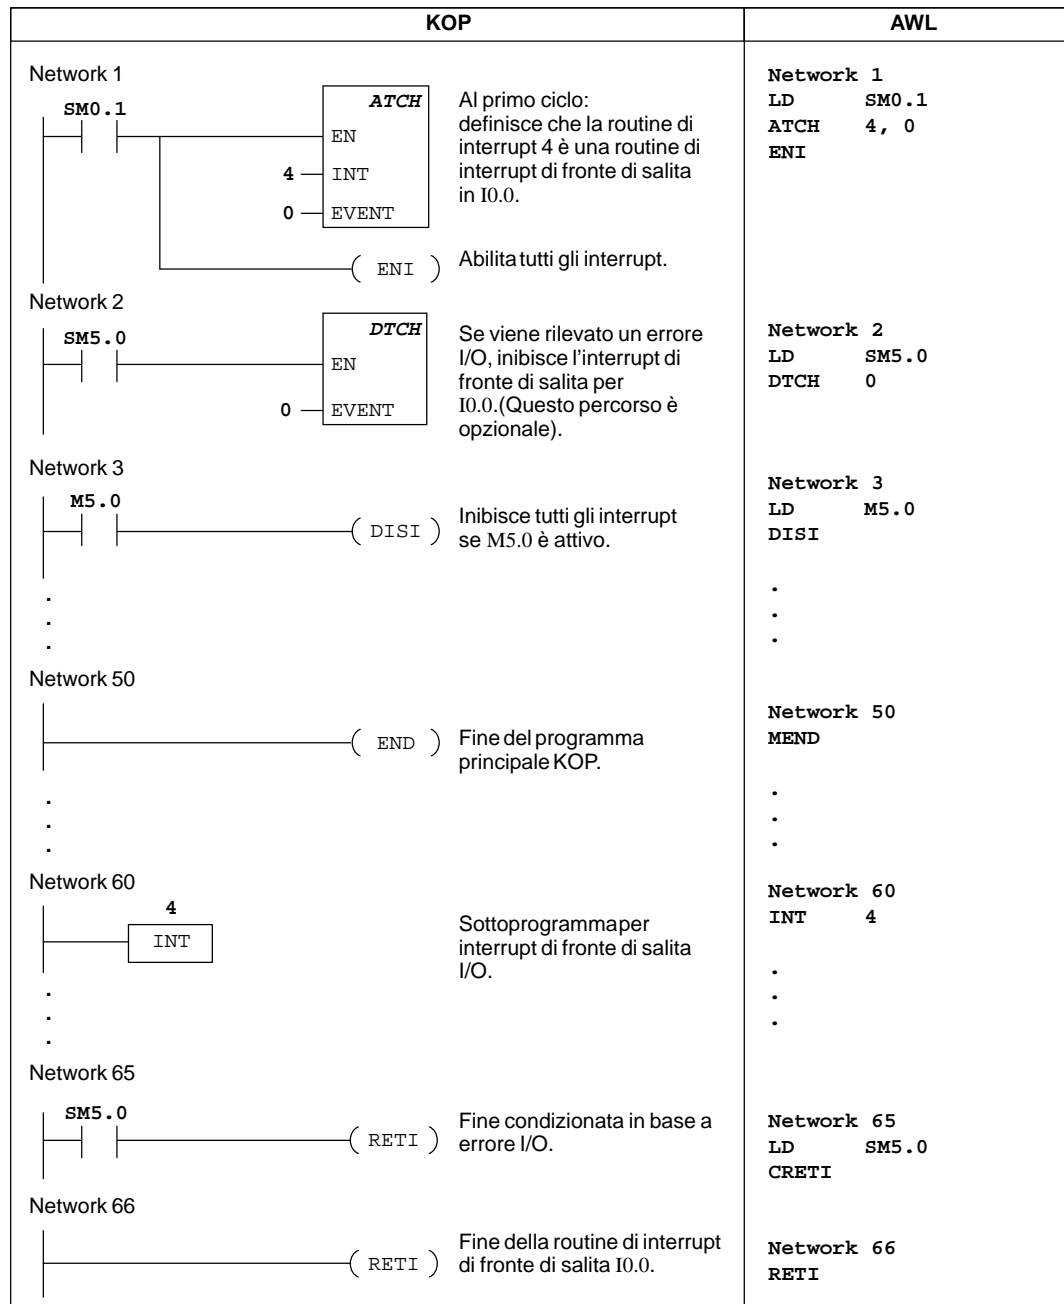 KOP
AWL
Network 1
SM0.1
ATCH
EN
4
INT
0
EVENT
Al primo ciclo:
definisce che la routine di
interrupt 4 è una routine di
interrupt di fronte di salita
in I0.0.
ENI
Abilita tutti gli interrupt.
Network 1
LD SM0.1
ATCH 4, 0
ENI
Network 2
SM5.0
DTCH
EN
0
EVENT
Se viene rilevato un errore
I/O, inibisce l'interrupt di
fronte di salita per
I0.0.(Questo percorso è
opzionale).
Network 2
LD SM5.0
DTCH 0
Network 3
M5.0
DISI
Inibisce tutti gli interrupt
se M5.0 è attivo.
Network 3
LD M5.0
DISI
.
.
.
.
.
.
Network 50
END
Fine del programma
principale KOP.
Network 50
MEND
.
.
.
.
.
.
Network 60
4
INT
Sottoprogramma per
interrupt di fronte di salita
I/O.
Network 60
INT 4
.
.
.
.
.
.
Network 65
SM5.0
RETI
Fine condizionata in base a
errore I/O.
Network 65
LD SM5.0
CRETI
Network 66
RETI
Fine della routine di interrupt
di fronte di salita I0.0.
Network 66
RETI